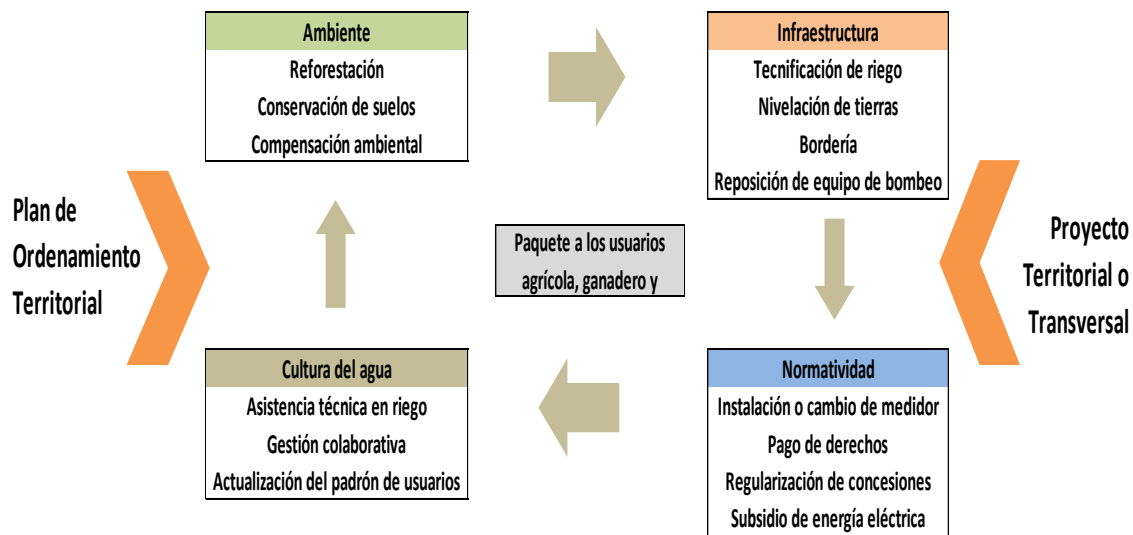 Ambiente
Reforestación
Conservación de suelos
Compensación ambiental
Infraestructura
Tecnificación de riego
Nivelación de tierras
Bordería
Reposición de equipo de bombeo
Plan de
Ordenamiento
Territorial
Paquete a los usuarios
agrícola, ganadero y
Proyecto
Territorial o
Transversal
Cultura del agua
Asistencia técnica en riego
Gestión colaborativa
Actualización del padrón de usuarios
Normatividad
Instalación o cambio de medidor
Pago de derechos
Regularización de concesiones
Subsidio de energía eléctrica